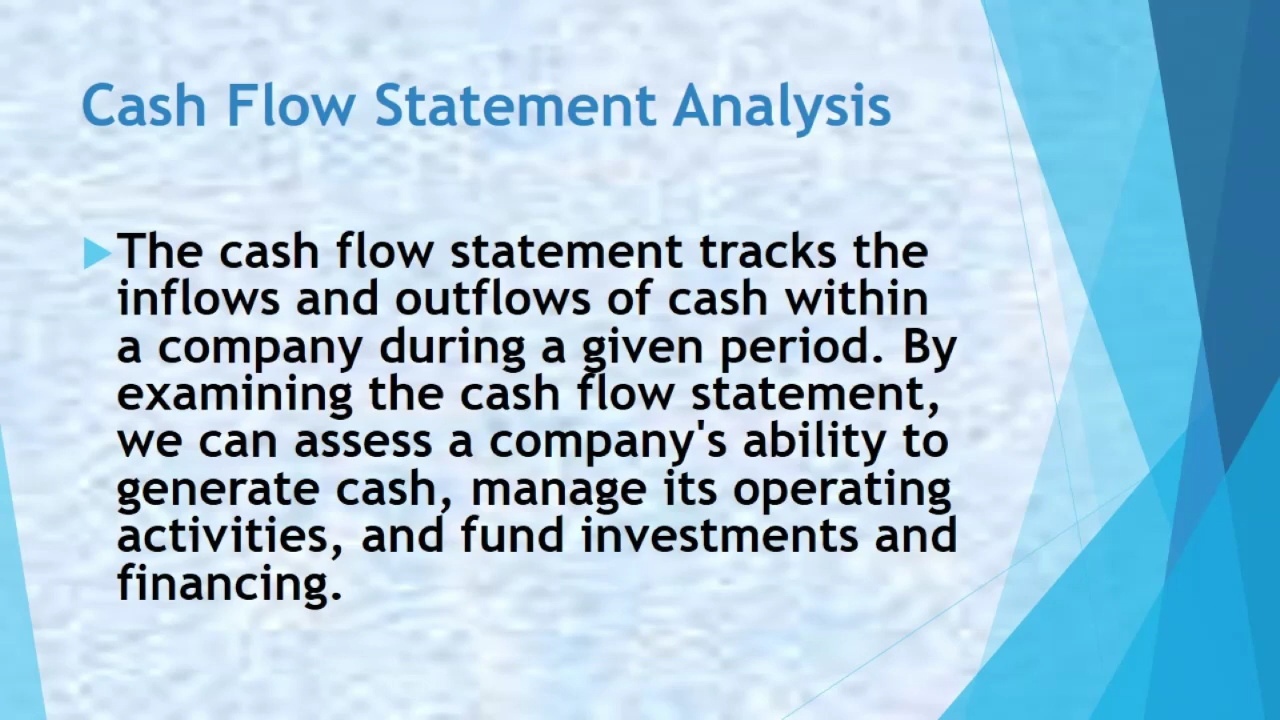 Cash Flow Statement Analysis
The cash flow statement tracks the
inflows and outflows of cash within
a company during a given period. By
examining the cash flow statement,
we can assess a company's ability to
generate cash, manage its operating
activities, and fund investments and
financing.